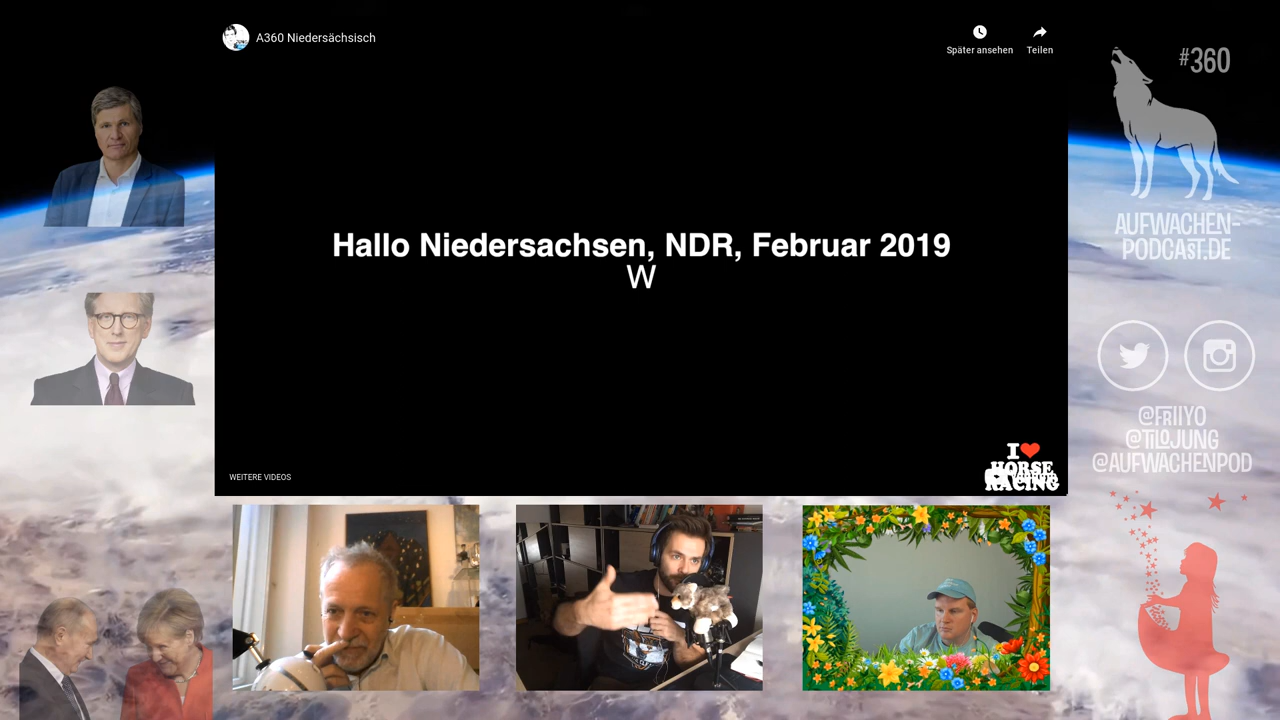 A360 Niedersächsisch
Später ansehen
Teilen
#360
AUFWACHEN-
PODCAST.DE
Hallo Niedersachsen, NDR, Februar 2019
W
@FRIIYO
@TILOJUNG
@AUFWACHENPOD
WEITERE VIDEOS
I
HORSE
RACING